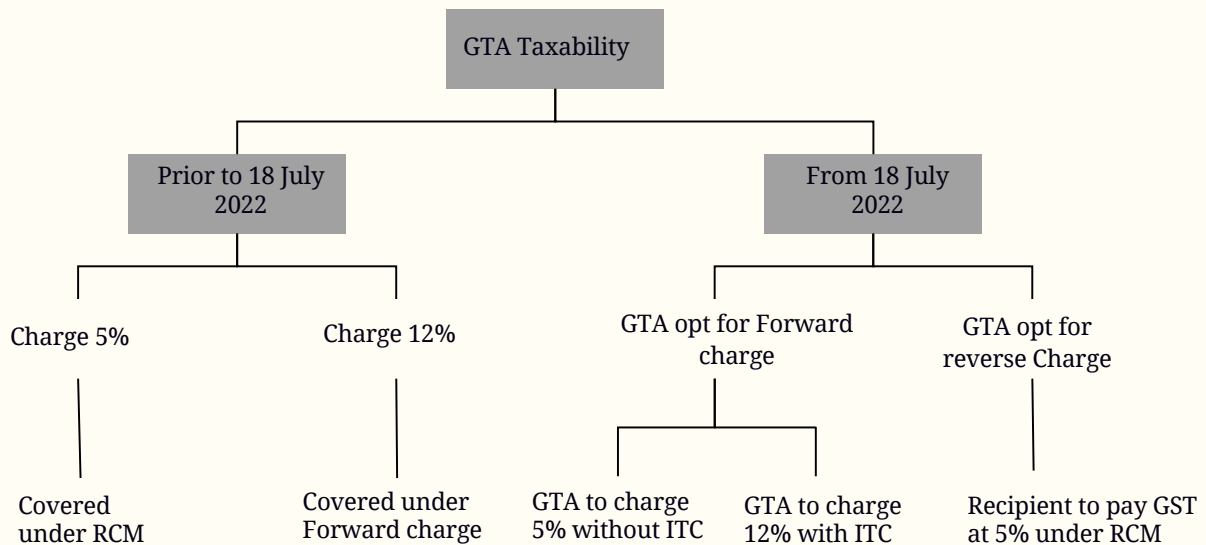 GTA Taxability
Prior to 18 July
2022
From 18 July
2022
Charge 5%
Charge 12%
GTA opt for Forward
charge
GTA opt for
reverse Charge
Covered
under RCM
Covered under
Forward charge
GTA to charge
5% without ITC
GTA to charge
12% with ITC
Recipient to pay GST
at 5% under RCM